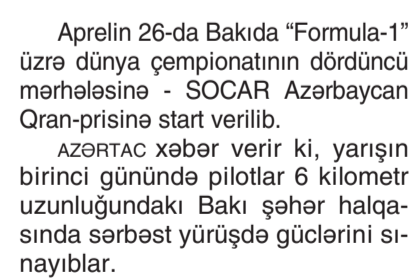 Aprelin 26-da Bakıda “Formula-1”
üzrə dünya çempionatının dördüncü
mərhələsinə - SOCAR Azərbaycan
Qran-prisinə start verilib.
AZƏRTAC xəbər verir ki, yarışın
birinci günündə pilotlar 6 kilometr
uzunluğundakı Bakı şəhər halqa-
sında sərbəst yürüşdə güclərini sı-
nayıblar.